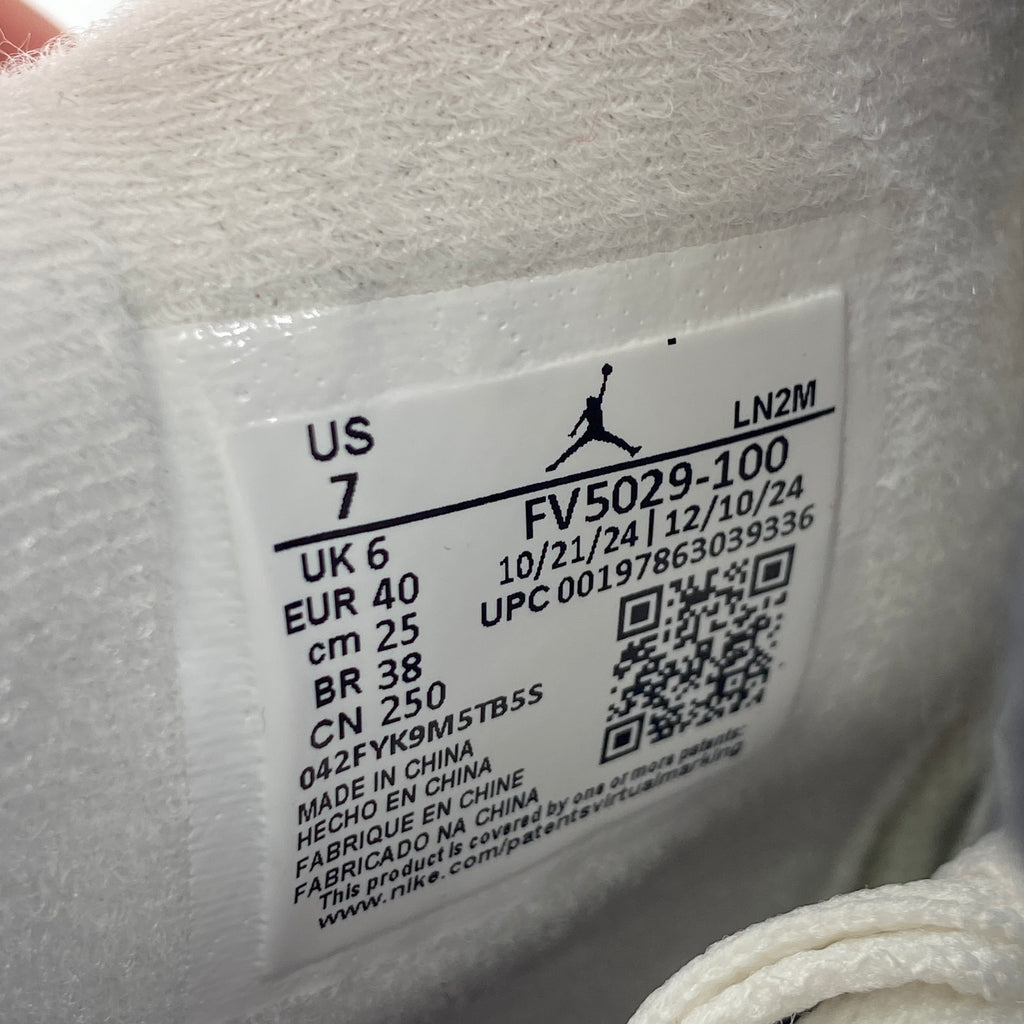 US
7
LN2M
UK 6
EUR 40
cm 25
BR 38
CN 250
FV5029-100
10/21/24 | 12/10/24
UPC 00197863039336
042FYK9M5TB5S
MADE IN CHINA
HECHO EN CHINA
FABRIQUE EN CHINE
FABRICADO NA CHINA
This product is covered by one or more patents:
www.nike.com/patentsvirtualmarking